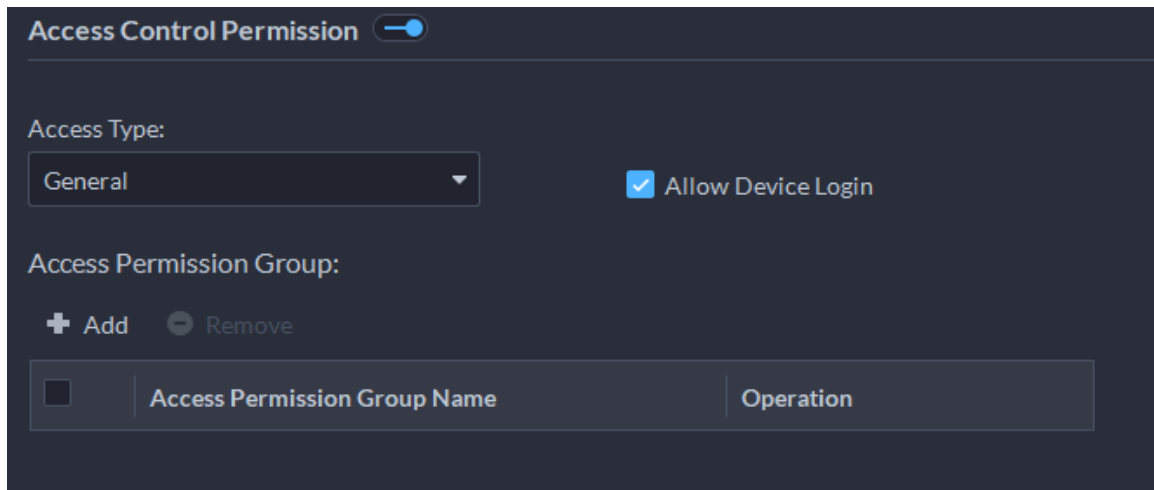 Access Control Permission
Access Type:
General
Allow Device Login
Access Permission Group:
Add Remove
Access Permission Group Name Operation